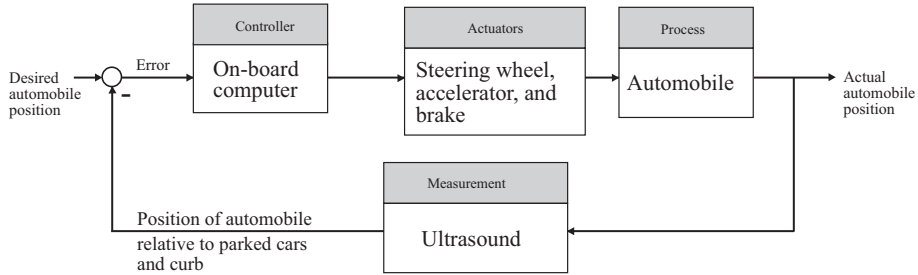 Controller
Actuators
Process
Desired
automobile
position
Error
-
On-board
computer
Steering wheel,
accelerator, and
brake
Automobile
Actual
automobile
position
Measurement
Ultrasound
Position of automobile
relative to parked cars
and curb